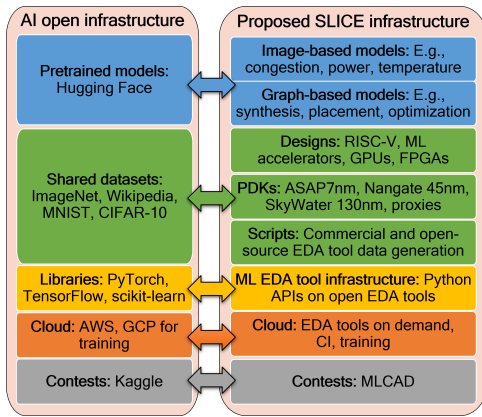 AI open infrastructure
Pretrained models:
Hugging Face
Shared datasets:
ImageNet, Wikipedia,
MNIST, CIFAR-10
Libraries: PyTorch,
TensorFlow, scikit-learn
Cloud: AWS, GCP for
training
Contests: Kaggle
Proposed SLICE infrastructure
Image-based models: E.g.,
congestion, power, temperature
Graph-based models: E.g.,
synthesis, placement, optimization
Designs: RISC-V, ML
accelerators, GPUs, FPGAs
PDKs: ASAP7nm, Nangate 45nm,
SkyWater 130nm, proxies
Scripts: Commercial and open-
source EDA tool data generation
ML EDA tool infrastructure: Python
APIs on open EDA tools
Cloud: EDA tools on demand,
CI, training
Contests: MLCAD